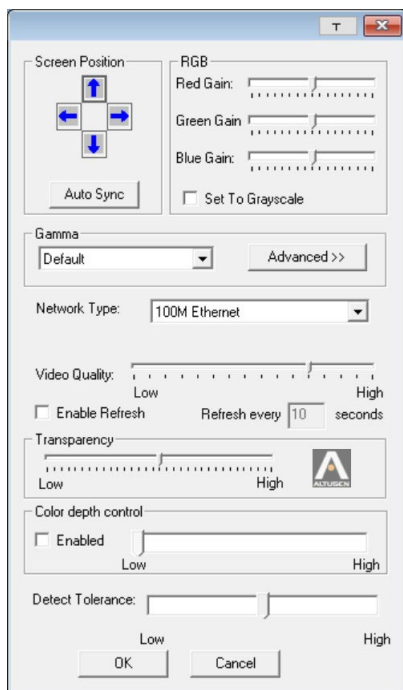 Screen Position
Auto Sync
RGB
Red Gain:
Green Gain
Blue Gain:
Set To Grayscale
Gamma
Default
Advanced >>
Network Type:
100M Ethernet
Video Quality:
Low High
Enable Refresh
Refresh every 10 seconds
Transparency
Low High
ALTUSEN
Color depth control
Enabled
Low High
Detect Tolerance:
Low High
OK Cancel